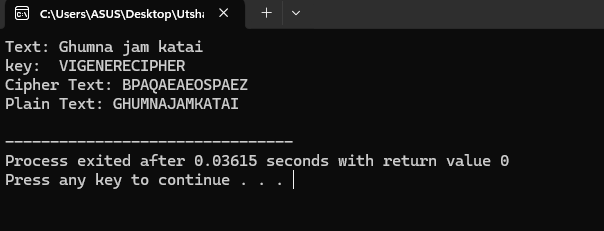 C:\Users\ASUS\Desktop\Utsha
Text: Ghumna jam katai
key:  VIGENERECIPHER
Cipher Text: BPAQAEAEOSPAEZ
Plain Text: GHUMNAJAMKATAI
--------------------------------
Process exited after 0.03615 seconds with return value 0
Press any key to continue . . .